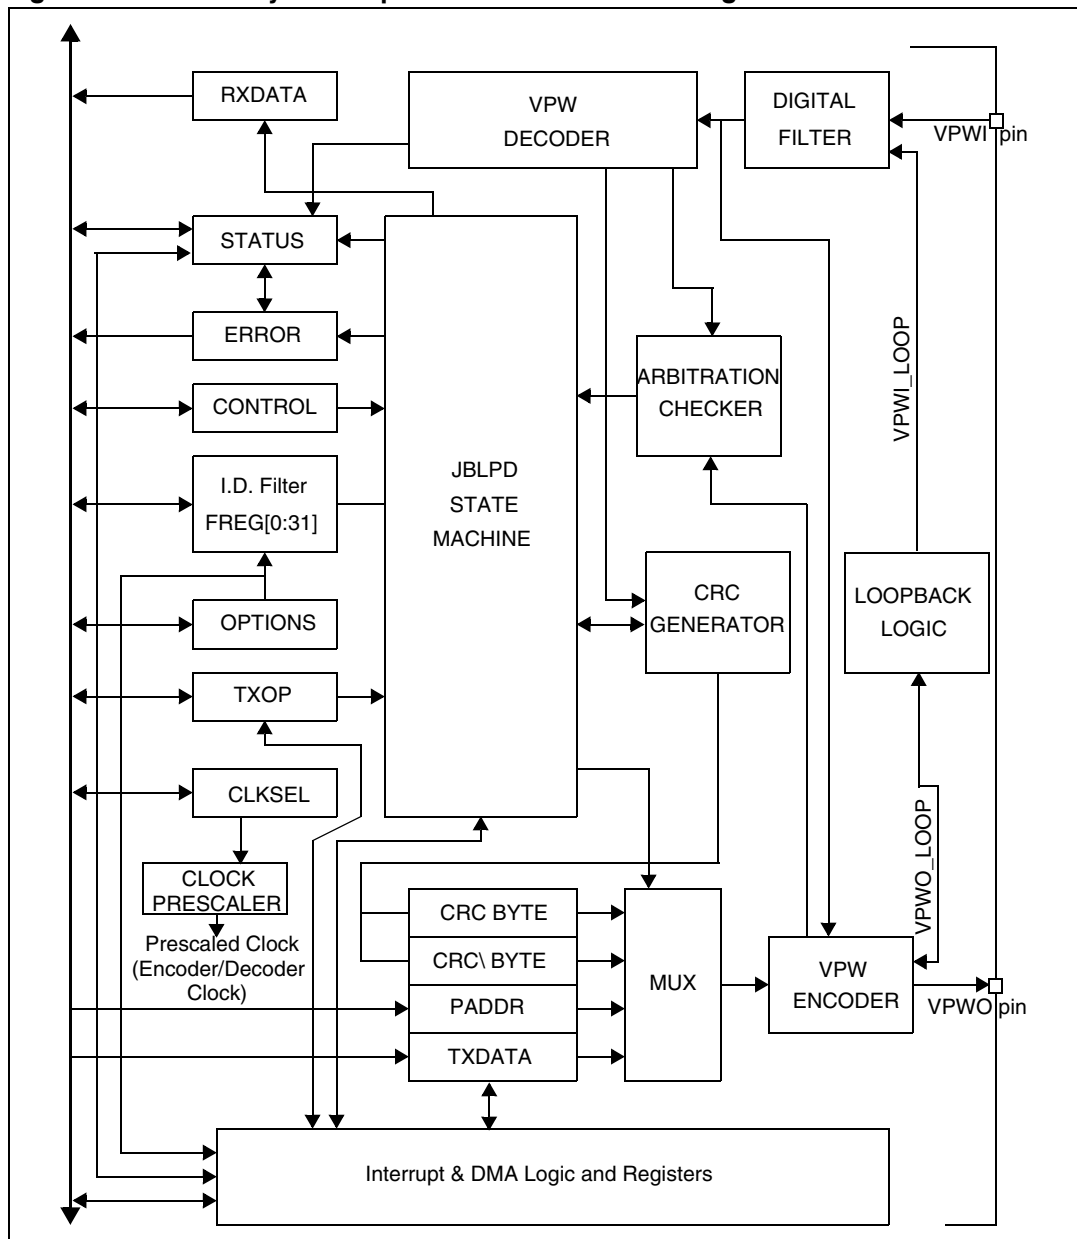 RXDATA
VPW
DECODER
DIGITAL
FILTER
VPWI pin
STATUS
ERROR
CONTROL
I.D. Filter
FREG[0:31]
OPTIONS
TXOP
CLKSEL
CLOCK
PRESCALER
Prescaled Clock
(Encoder/Decoder
Clock)
JBLPD
STATE
MACHINE
ARBITRATION
CHECKER
CRC
GENERATOR
VPWI_LOOP
LOOPBACK
LOGIC
VPWO_LOOP
CRC BYTE
CRC\ BYTE
PADDR
TXDATA
MUX
VPW
ENCODER
VPWO pin
Interrupt & DMA Logic and Registers